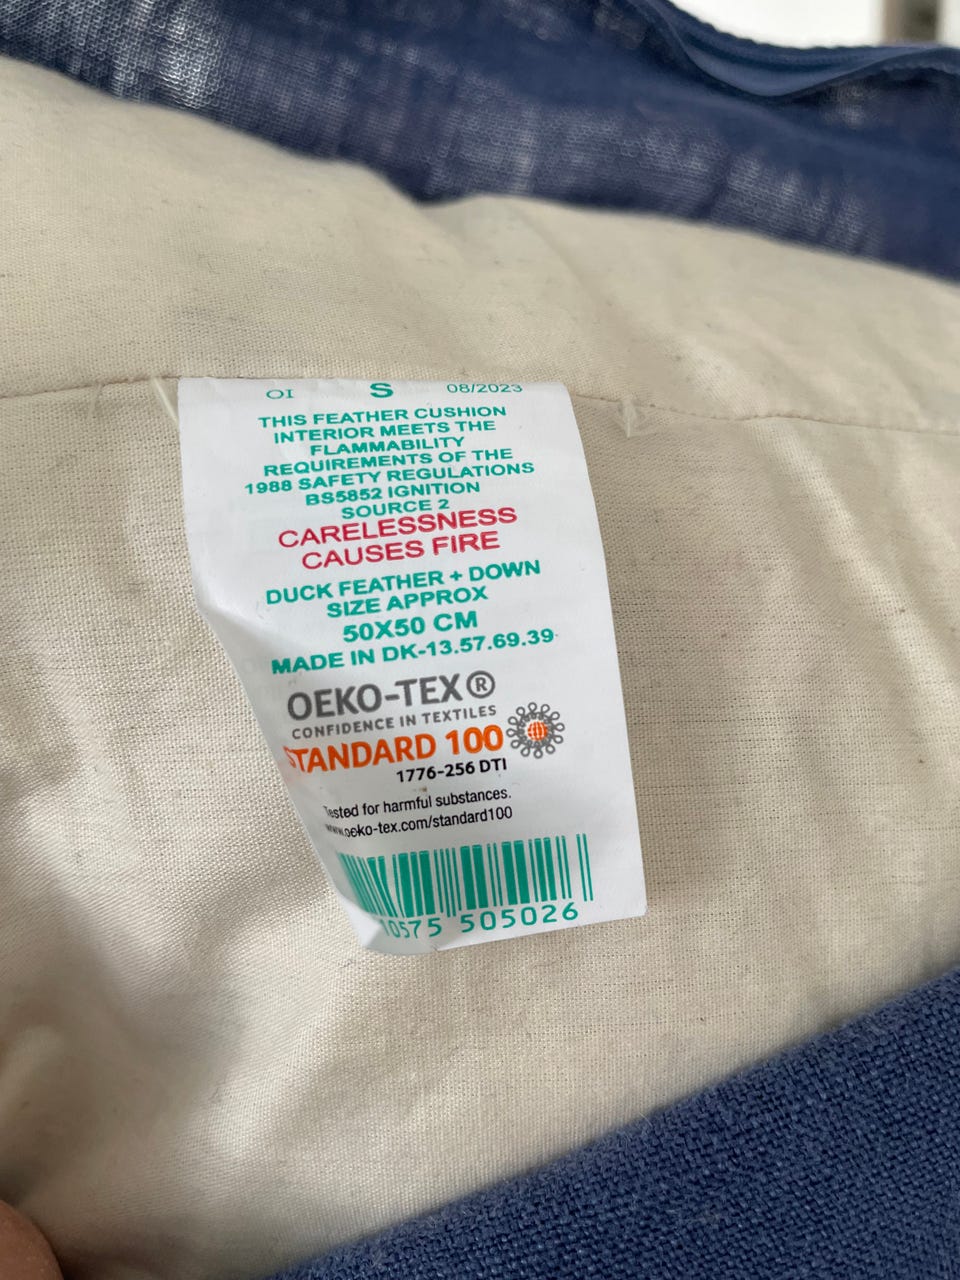 OI S 08/2023
THIS FEATHER CUSHION
INTERIOR MEETS THE
FLAMMABILITY
REQUIREMENTS OF THE
1988 SAFETY REGULATIONS
BS5852 IGNITION
SOURCE 2
CARELESSNESS
CAUSES FIRE
DUCK FEATHER + DOWN
SIZE APPROX
50X50 CM
MADE IN DK-13.57.69.39
OEKO-TEX®
CONFIDENCE IN TEXTILES
STANDARD 100
1776-256 DTI
Tested for harmful substances.
www.oeko-tex.com/standard100
10575 505026